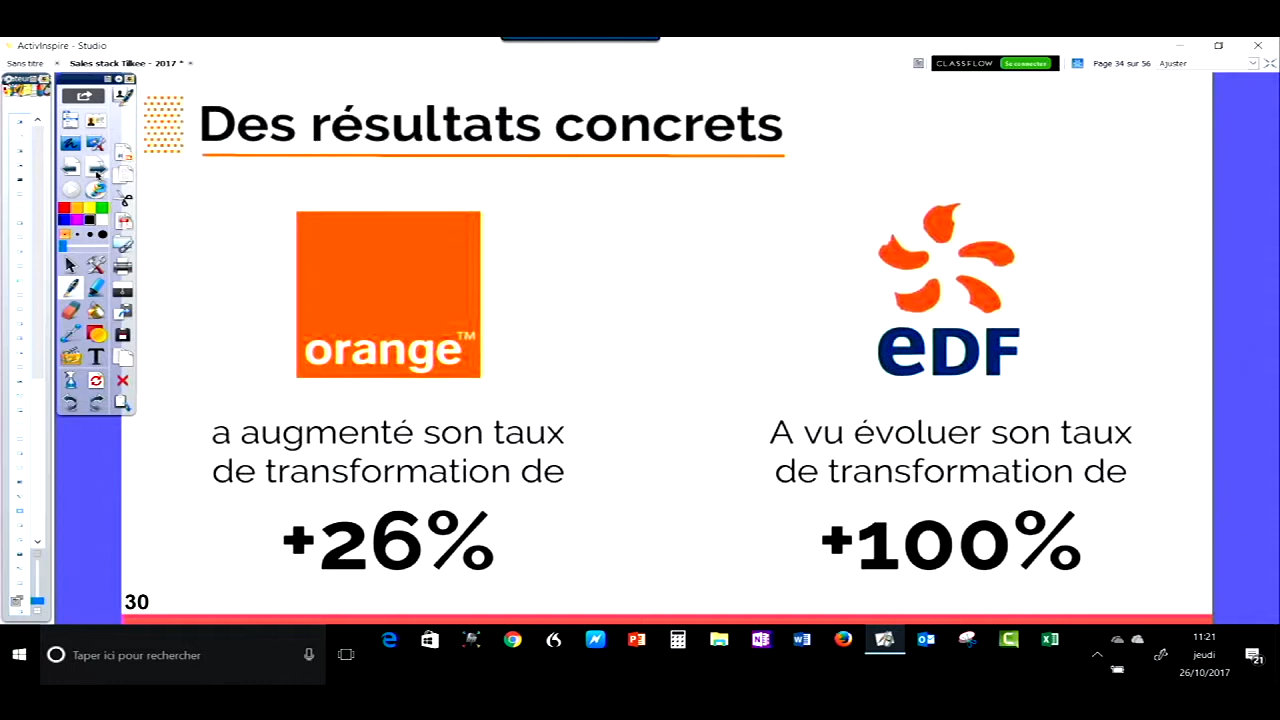 ActivInspire - Studio
Sans titre
Sales stack Tilkee - 2017 *
CLASSFLOW
Se connecter
Page 34 sur 56
Ajuster
Des résultats concrets
orange™
eDF
a augmenté son taux
de transformation de
+26%
A vu évoluer son taux
de transformation de
+100%
30
Taper ici pour rechercher
11:21
jeudi
26/10/2017
21